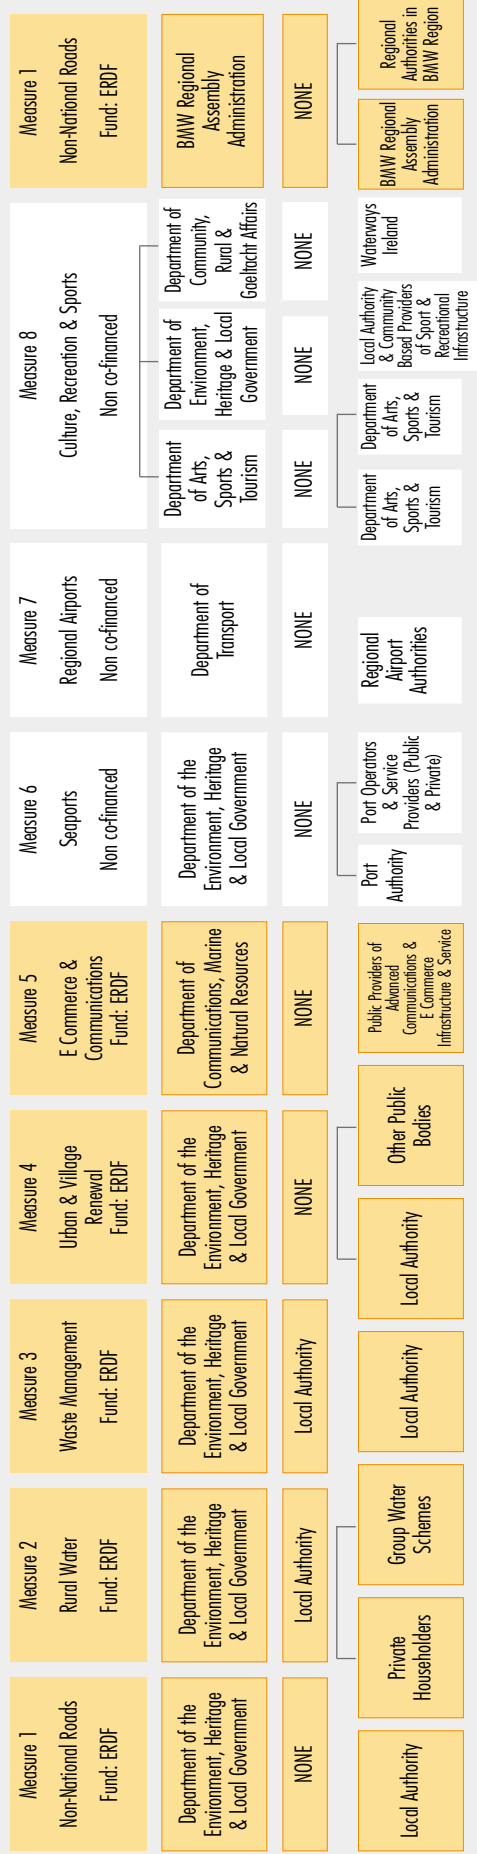 Measure 1
Non-National Roads
Fund: ERDF
Measure 2
Rural Water
Fund: ERDF
Measure 3
Waste Management
Fund: ERDF
Measure 4
Urban & Village
Renewal
Fund: ERDF
Measure 5
E Commerce &
Communications
Fund: ERDF
Measure 6
Seaports
Non co-financed
Measure 7
Regional Airports
Non co-financed
Measure 8
Culture, Recreation & Sports
Non co-financed
Measure 1
Non-National Roads
Fund: ERDF
Department of the
Environment, Heritage
& Local Government
Department of the
Environment, Heritage
& Local Government
Department of the
Environment, Heritage
& Local Government
Department of the
Environment, Heritage
& Local Government
Department of
Communications, Marine
& Natural Resources
Department of the
Environment, Heritage
& Local Government
Department of
Transport
Department
of Arts,
Sports &
Tourism
Department of
Environment,
Heritage & Local
Government
Department of
Community,
Rural &
Gaeltacht Affairs
BMW Regional
Assembly
Administration
NONE
Local Authority
Local Authority
NONE
NONE
NONE
NONE
NONE
NONE
NONE
NONE
Local Authority
Private
Householders
Group Water
Schemes
Local Authority
Local Authority
Other Public
Bodies
Public Providers of
Advanced
Communications &
E Commerce
Infrastructure & Service
Port
Authority
Port Operators
& Service
Providers (Public
& Private)
Regional
Airport
Authorities
Department
of Arts,
Sports &
Tourism
Department
of Arts,
Sports &
Tourism
Local Authority
& Community
Based Providers
of Sport &
Recreational
Infrastructure
Waterways
Ireland
BMW Regional
Assembly
Administration
Regional
Authorities in
BMW Region